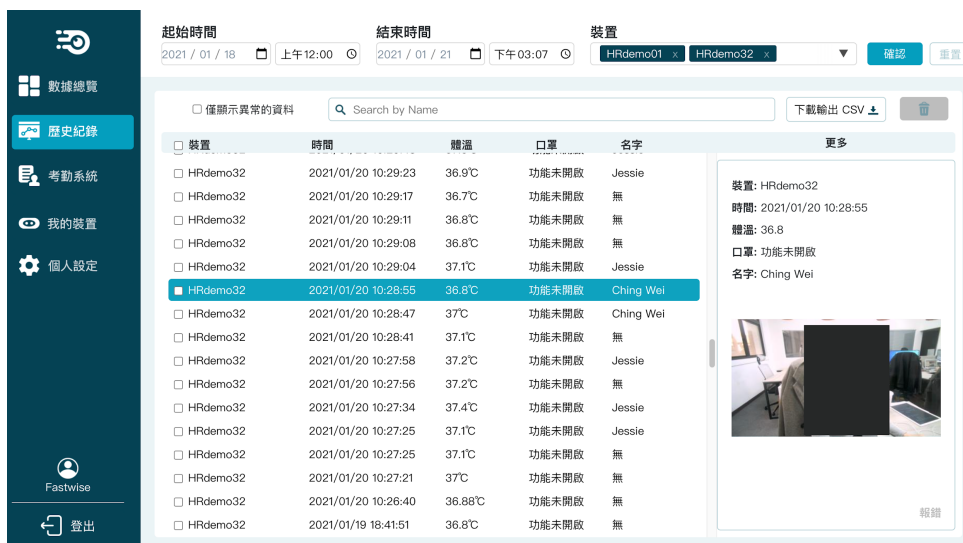 起始時間 結束時間 裝置
2021 / 01 / 18 上午12:00 2021 / 01 / 21 下午03:07 HRdemo01 x HRdemo32 x ▼ 確認 重置
數據總覽
歷史紀錄
考勤系統
我的裝置
個人設定
Fastwise
登出
僅顯示異常的資料 Search by Name 下載輸出 CSV
裝置 時間 體溫 口罩 名字 更多
HRdemo32 2021/01/20 10:29:23 36.9℃ 功能未開啟 Jessie
HRdemo32 2021/01/20 10:29:17 36.7℃ 功能未開啟 無
HRdemo32 2021/01/20 10:29:11 36.8℃ 功能未開啟 無
HRdemo32 2021/01/20 10:29:08 36.8℃ 功能未開啟 無
HRdemo32 2021/01/20 10:29:04 37.1℃ 功能未開啟 Jessie
HRdemo32 2021/01/20 10:28:55 36.8℃ 功能未開啟 Ching Wei
HRdemo32 2021/01/20 10:28:47 37℃ 功能未開啟 Ching Wei
HRdemo32 2021/01/20 10:28:41 37.1℃ 功能未開啟 無
HRdemo32 2021/01/20 10:27:58 37.2℃ 功能未開啟 Jessie
HRdemo32 2021/01/20 10:27:56 37.2℃ 功能未開啟 無
HRdemo32 2021/01/20 10:27:34 37.4℃ 功能未開啟 Jessie
HRdemo32 2021/01/20 10:27:25 37.1℃ 功能未開啟 Jessie
HRdemo32 2021/01/20 10:27:25 37.1℃ 功能未開啟 無
HRdemo32 2021/01/20 10:27:21 37℃ 功能未開啟 無
HRdemo32 2021/01/20 10:26:40 36.88℃ 功能未開啟 無
HRdemo32 2021/01/19 18:41:51 36.8℃ 功能未開啟 無
裝置: HRdemo32
時間: 2021/01/20 10:28:55
體溫: 36.8
口罩: 功能未開啟
名字: Ching Wei
報錯